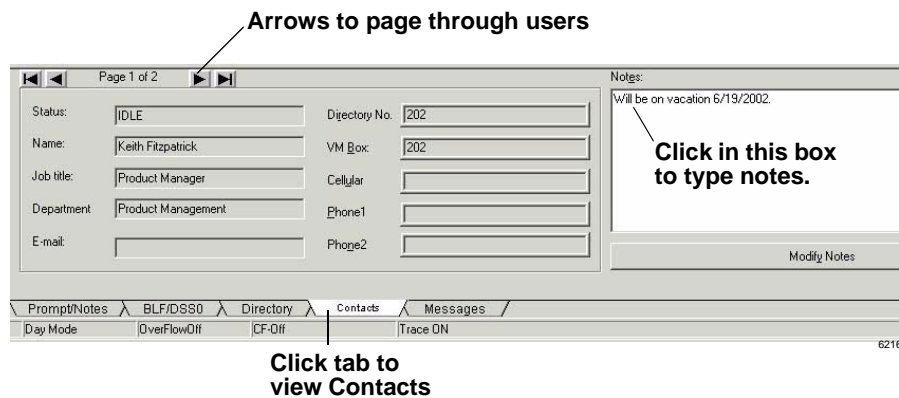 Arrows to page through users
Page 1 of 2
Notes:
Status: IDLE Directory No. 202
Will be on vacation 6/19/2002.
Name: Keith Fitzpatrick VM Box: 202
Click in this box
to type notes.
Job title: Product Manager Cellular
Department Product Management Phone1
E-mail: Phone2
Modify Notes
Prompt/Notes BLF/DSS0 Directory Contacts Messages
Day Mode OverFlowOff CF-Off Trace ON
6216
Click tab to
view Contacts